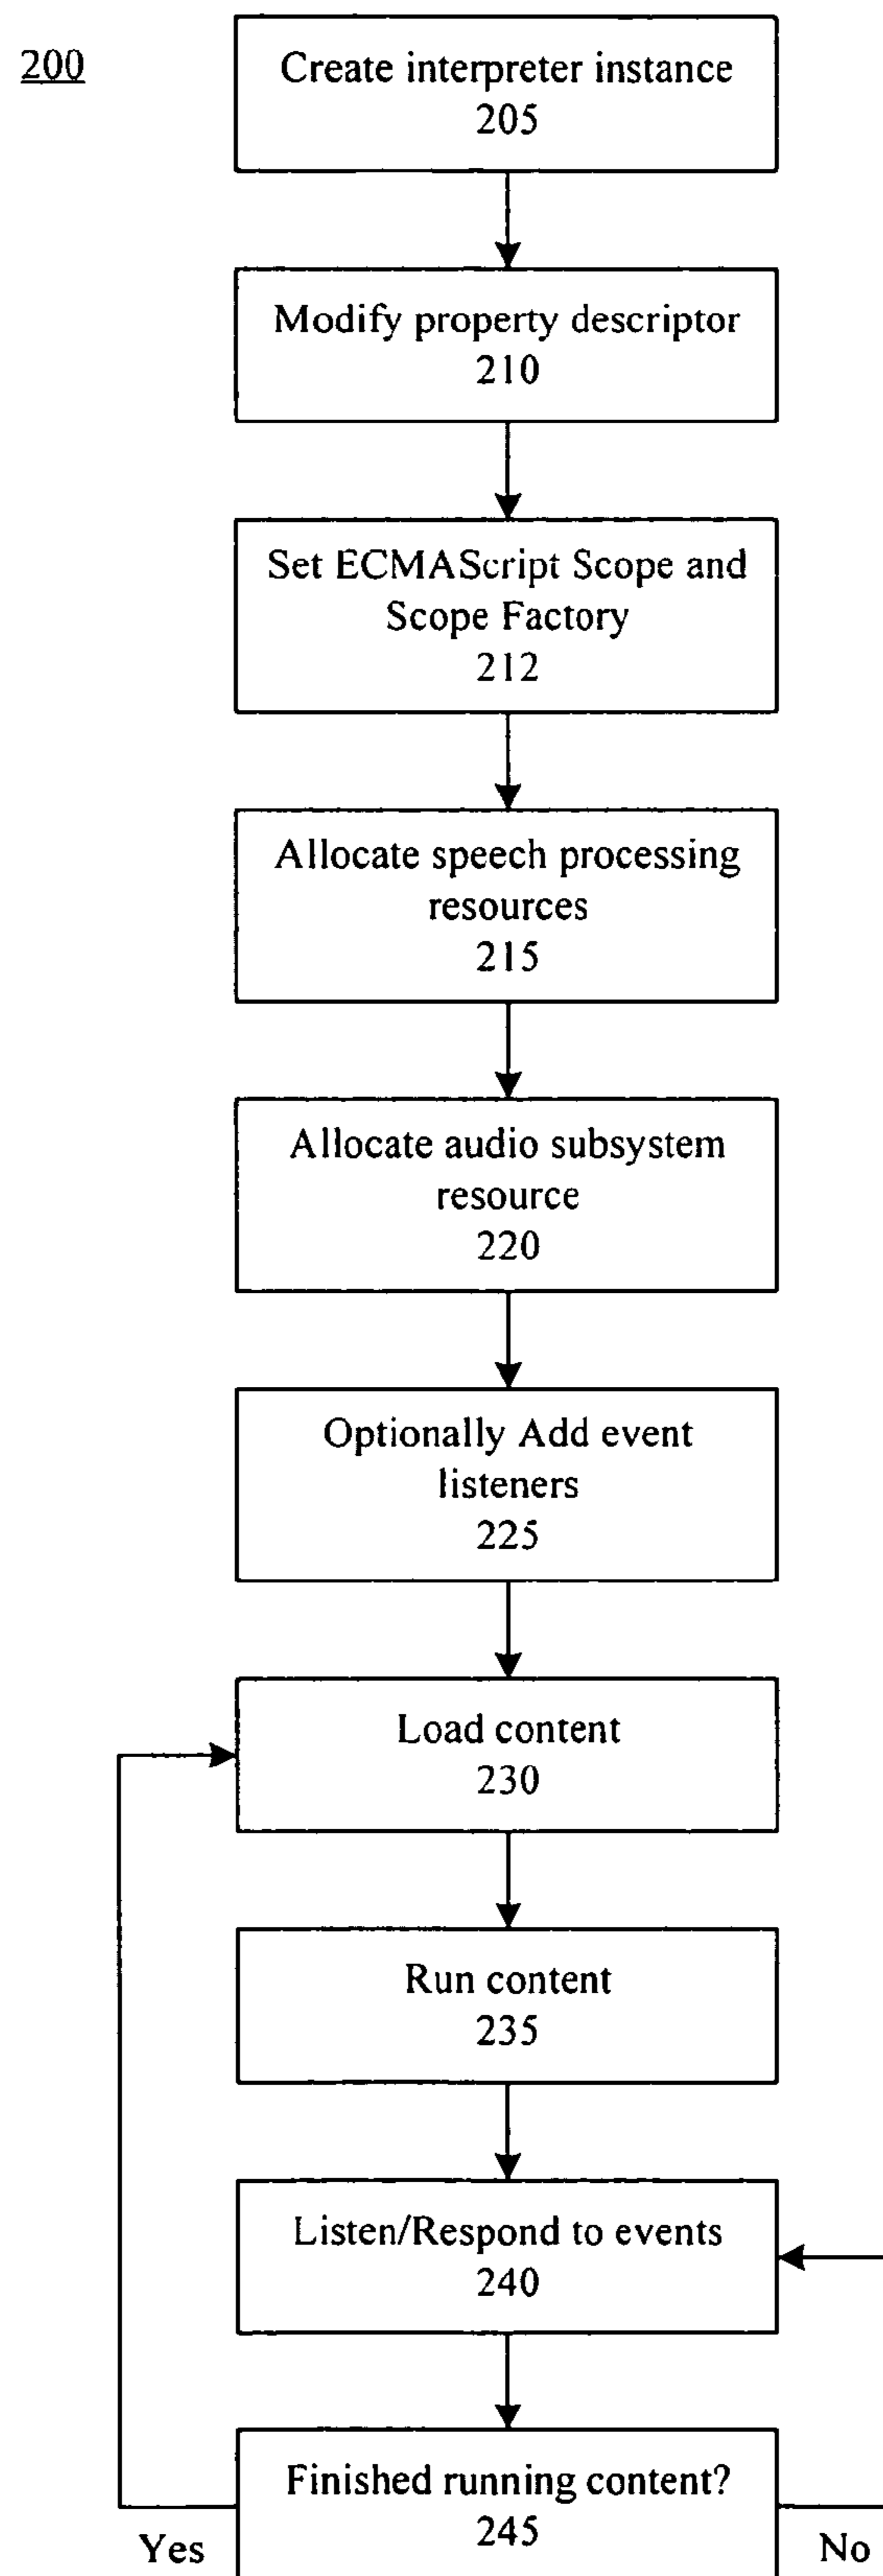 200
Create interpreter instance
205
Modify property descriptor
210
Set ECMAScript Scope and
Scope Factory
212
Allocate speech processing
resources
215
Allocate audio subsystem
resource
220
Optionally Add event
listeners
225
Load content
230
Run content
235
Listen/Respond to events
240
Finished running content?
245
Yes
No